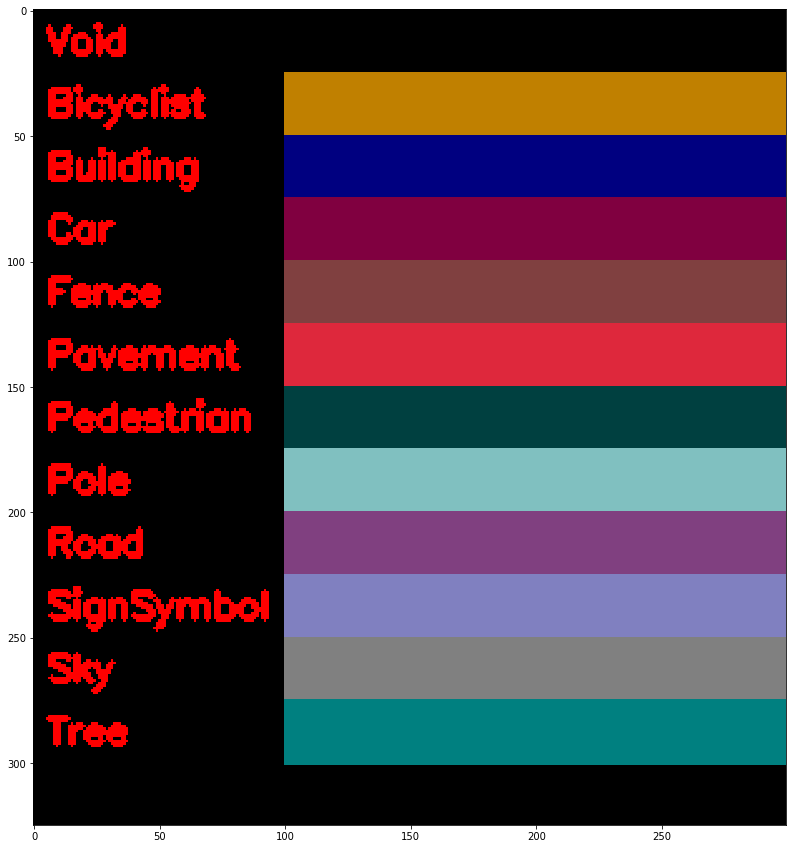 0
Void
Bicyclist
50
Building
Car
100
Fence
Pavement
150
Pedestrian
Pole
200
Road
SignSymbol
250
Sky
Tree
300
0 50 100 150 200 250